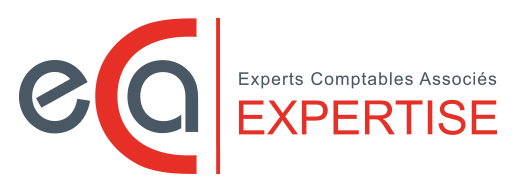 eCa
Experts Comptables Associés
EXPERTISE